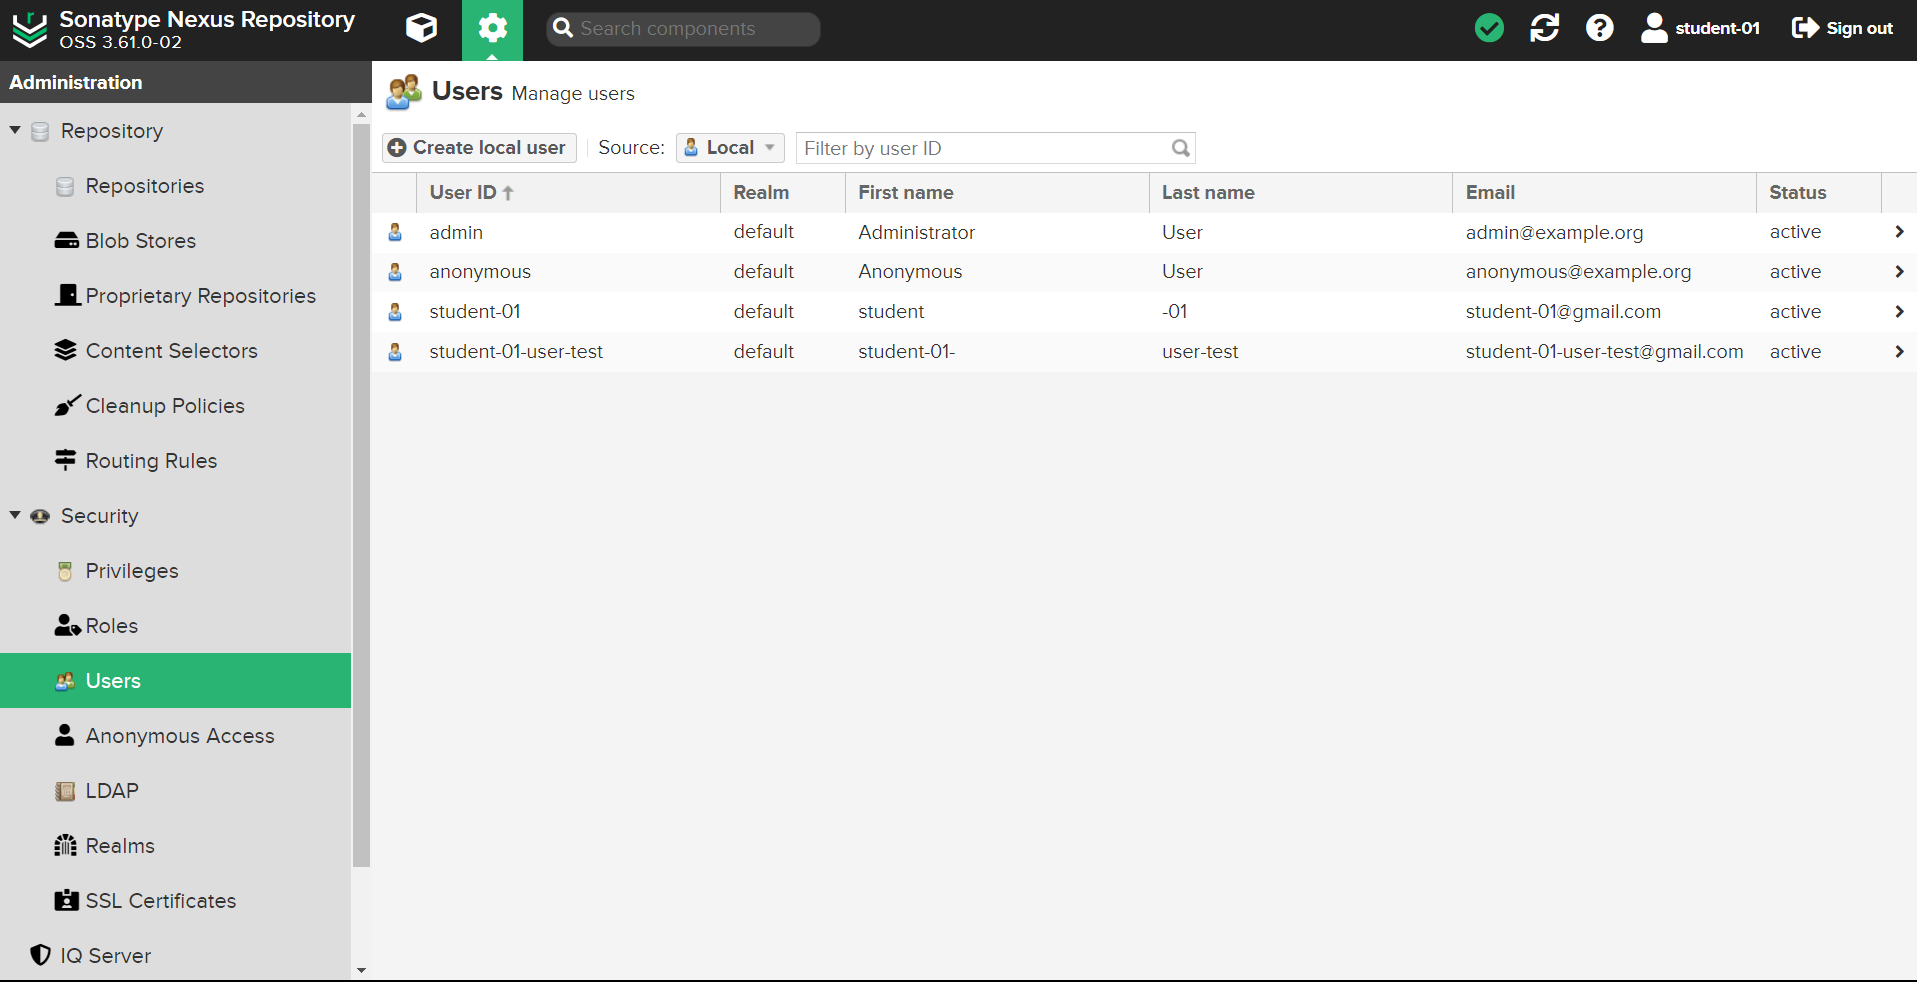 Sonatype Nexus Repository
OSS 3.61.0-02
Search components
student-01
Sign out
Administration
Repository
Repositories
Blob Stores
Proprietary Repositories
Content Selectors
Cleanup Policies
Routing Rules
Security
Privileges
Roles
Users
Anonymous Access
LDAP
Realms
SSL Certificates
IQ Server
Users Manage users
Create local user Source: Local Filter by user ID
User ID Realm First name Last name Email Status
admin default Administrator User admin@example.org active
anonymous default Anonymous User anonymous@example.org active
student-01 default student -01 student-01@gmail.com active
student-01-user-test default student-01- user-test student-01-user-test@gmail.com active